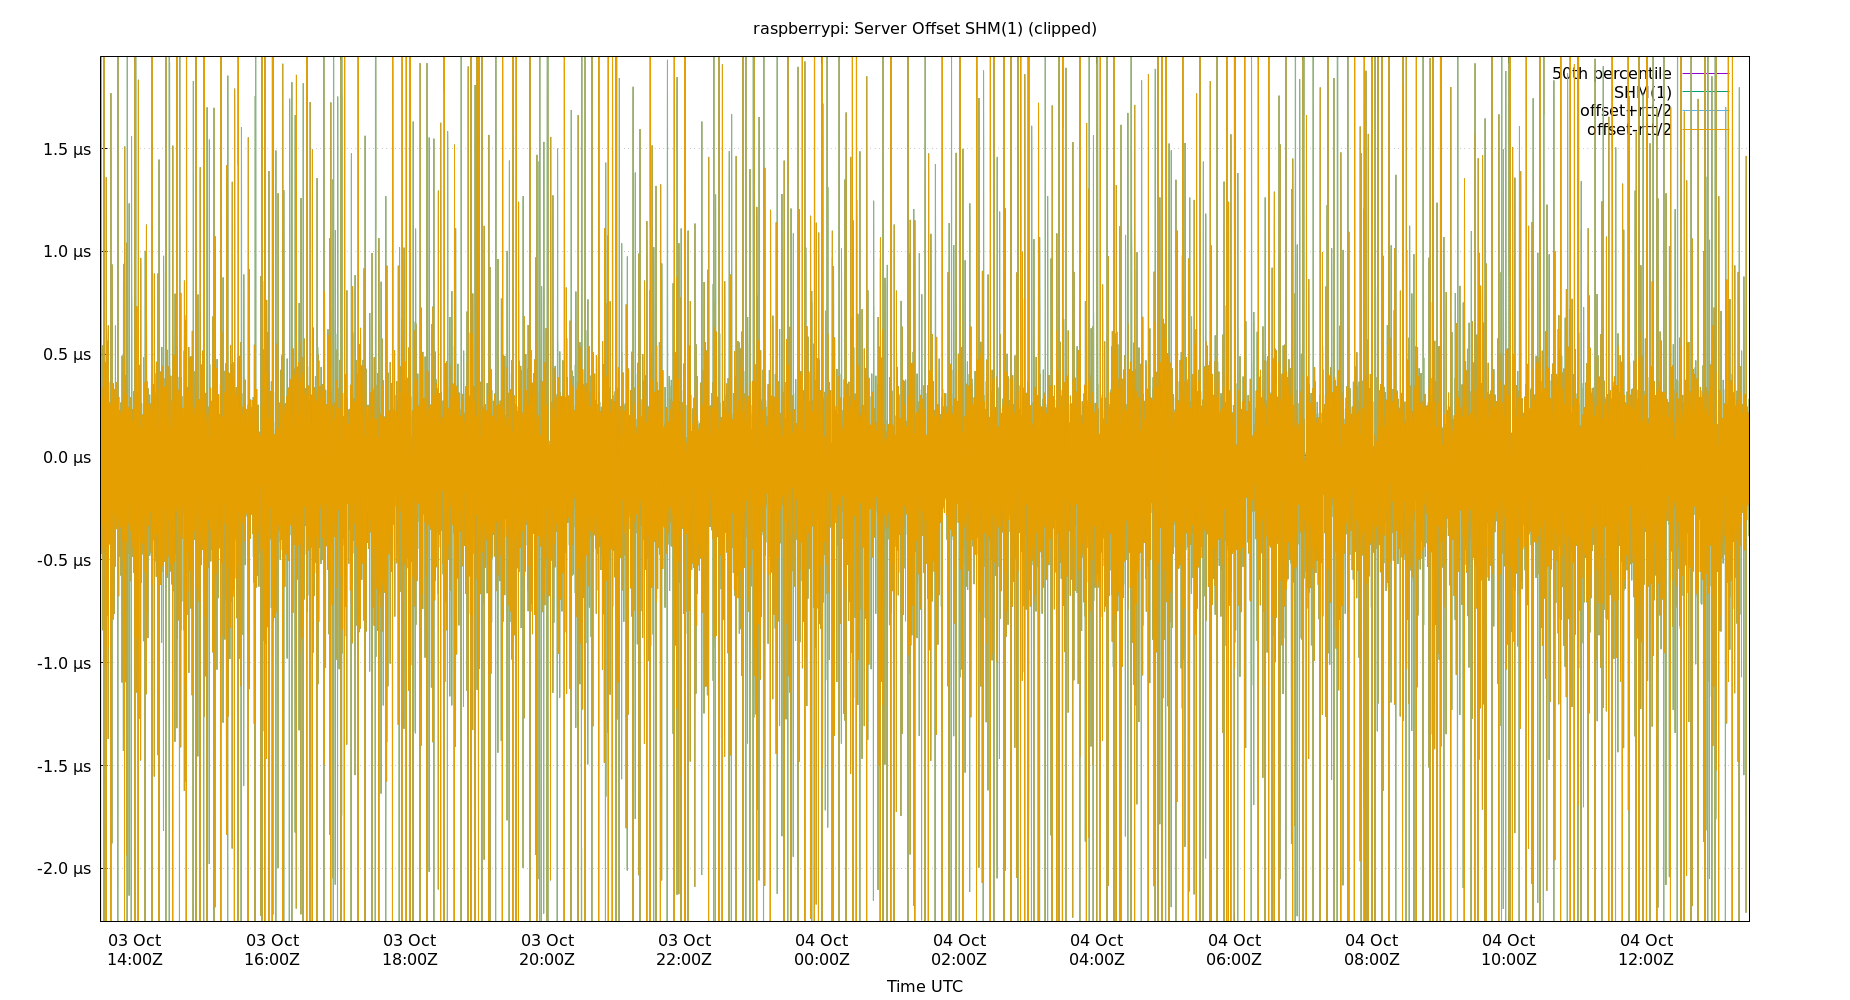 raspberrypi: Server Offset SHM(1) (clipped)
50th percentile
SHM(1)
offset+rtt/2
offset-rtt/2
1.5 µs
1.0 µs
0.5 µs
0.0 µs
-0.5 µs
-1.0 µs
-1.5 µs
-2.0 µs
03 Oct 03 Oct 03 Oct 03 Oct 03 Oct 04 Oct 04 Oct 04 Oct 04 Oct 04 Oct 04 Oct 04 Oct
14:00Z 16:00Z 18:00Z 20:00Z 22:00Z 00:00Z 02:00Z 04:00Z 06:00Z 08:00Z 10:00Z 12:00Z
Time UTC